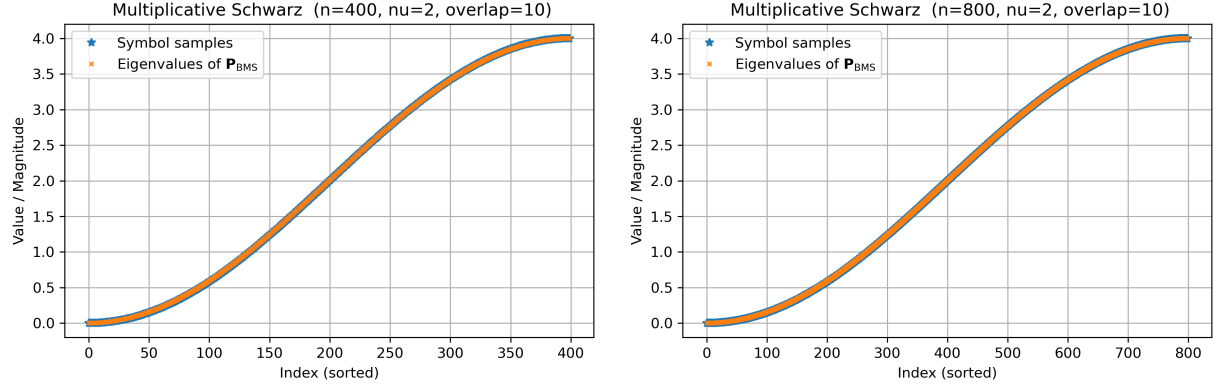 Multiplicative Schwarz  (n=400, nu=2, overlap=10)
Value / Magnitude
4.0
3.5
3.0
2.5
2.0
1.5
1.0
0.5
0.0
Symbol samples
Eigenvalues of P_BMS
0 50 100 150 200 250 300 350 400
Index (sorted)
Multiplicative Schwarz  (n=800, nu=2, overlap=10)
Value / Magnitude
4.0
3.5
3.0
2.5
2.0
1.5
1.0
0.5
0.0
Symbol samples
Eigenvalues of P_BMS
0 100 200 300 400 500 600 700 800
Index (sorted)